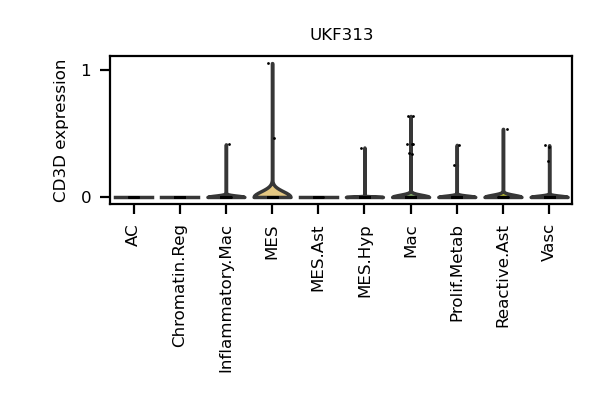 UKF313
CD3D expression
1
0
AC
Chromatin.Reg
Inflammatory.Mac
MES
MES.Ast
MES.Hyp
Mac
Prolif.Metab
Reactive.Ast
Vasc